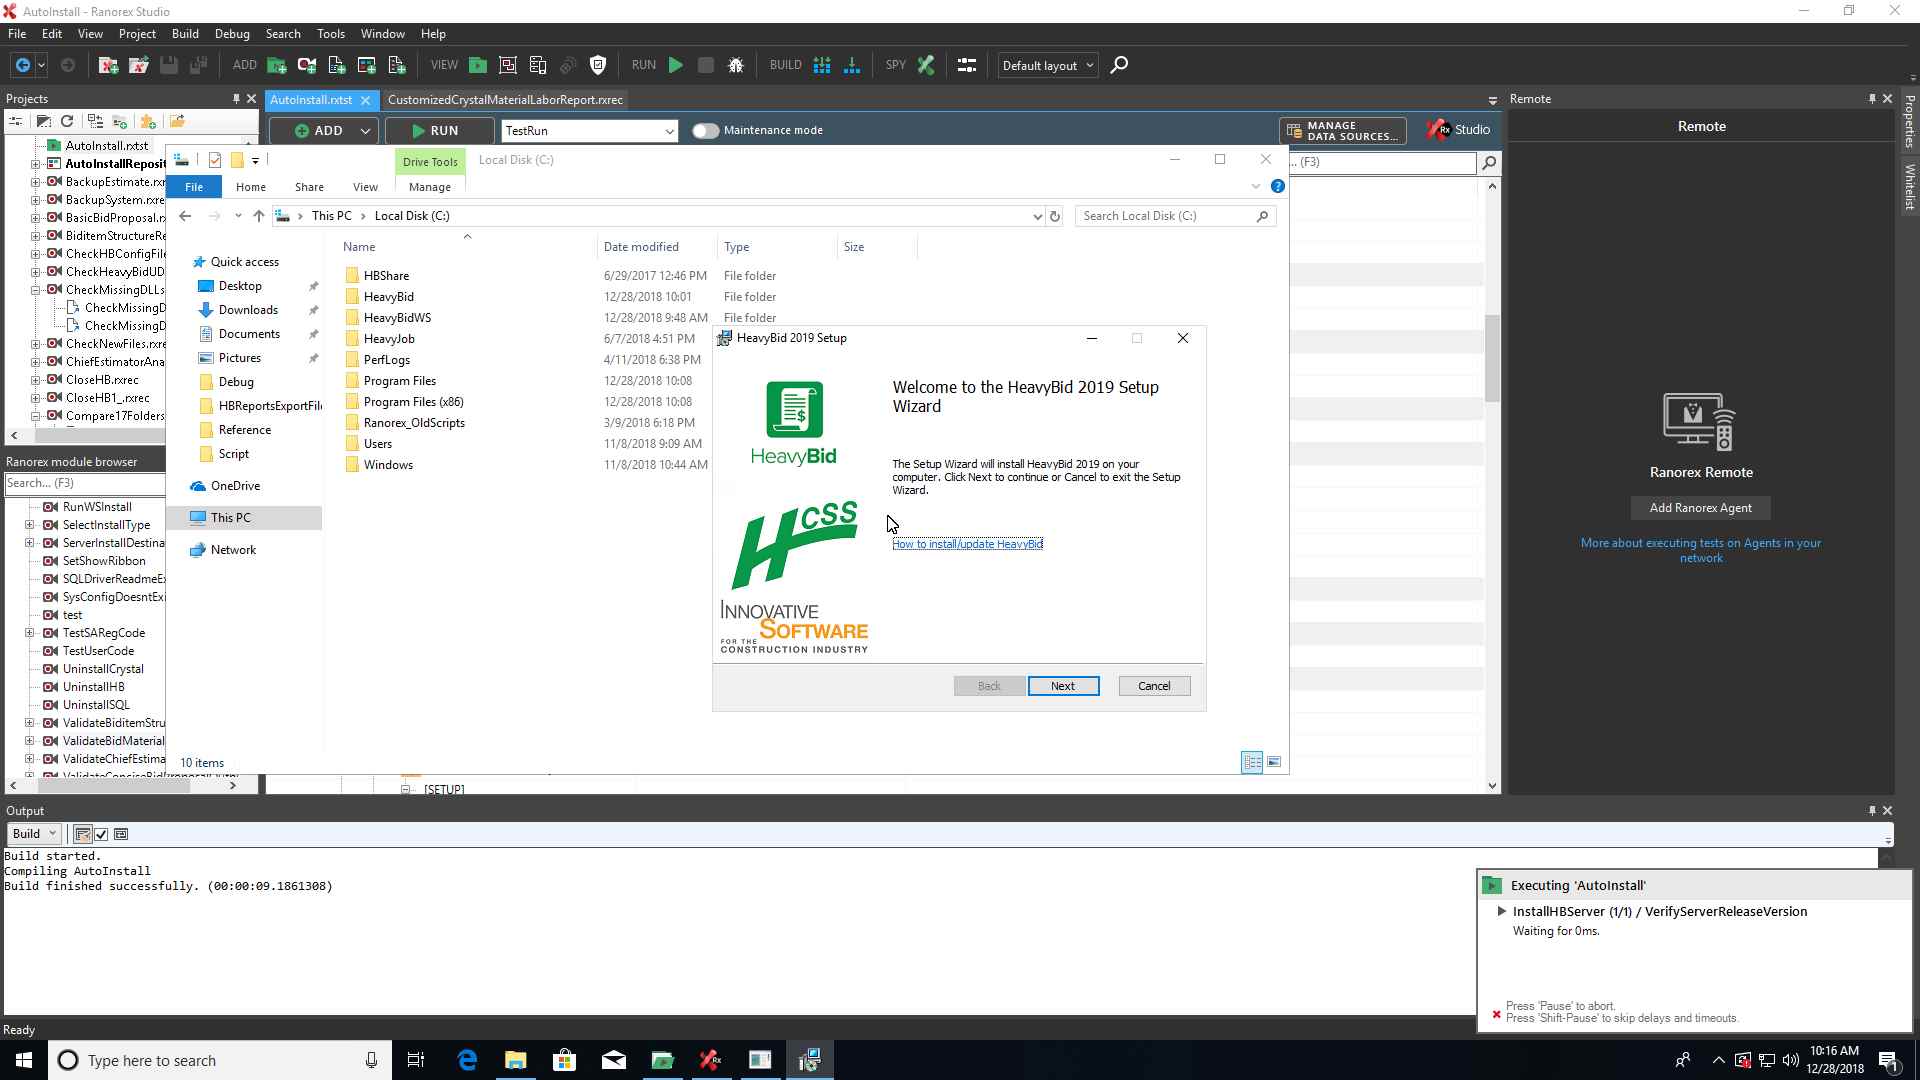 AutoInstall - Ranorex Studio
File Edit View Project Build Debug Search Tools Window Help
ADD VIEW RUN BUILD SPY Default layout
Projects
AutoInstall.rxtst
CustomizedCrystalMaterialLaborReport.rxrec
Remote
ADD
RUN
TestRun
Maintenance mode
MANAGE
DATA SOURCES...
Rx Studio
Remote
Properties
Whitelist
AutoInstall.rxtst
AutoInstallReposit
BackupEstimate.rxr
BackupSystem.rxre
BasicBidProposal.rx
BiditemStructureRe
CheckHBConfigFile
CheckHeavyBidUD
CheckMissingDLLs
CheckMissingD
CheckMissingD
CheckNewFiles.rxre
ChiefEstimatorAna
CloseHB.rxrec
CloseHB1_.rxrec
Compare17Folders
Ranorex module browser
Search... (F3)
RunWSInstall
SelectInstallType
ServerInstallDestina
SetShowRibbon
SQLDriverReadmeEx
SysConfigDoesntExi
test
TestSARegCode
TestUserCode
UninstallCrystal
UninstallHB
UninstallSQL
ValidateBiditemStru
ValidateBidMaterial
ValidateChiefEstima
... (F3)
Drive Tools
Local Disk (C:)
File Home Share View Manage
This PC Local Disk (C:)
Search Local Disk (C:)
Quick access
Desktop
Downloads
Documents
Pictures
Debug
HBReportsExportFil
Reference
Script
OneDrive
This PC
Network
Name Date modified Type Size
HBShare 6/29/2017 12:46 PM File folder
HeavyBid 12/28/2018 10:01 File folder
HeavyBidWS 12/28/2018 9:48 AM File folder
HeavyJob 6/7/2018 4:51 PM
PerfLogs 4/11/2018 6:38 PM
Program Files 12/28/2018 10:08
Program Files (x86) 12/28/2018 10:08
Ranorex_OldScripts 3/9/2018 6:18 PM
Users 11/8/2018 9:09 AM
Windows 11/8/2018 10:44 AM
10 items
HeavyBid 2019 Setup
HeavyBid
HCSS
INNOVATIVE
SOFTWARE
FOR THE
CONSTRUCTION INDUSTRY
Welcome to the HeavyBid 2019 Setup
Wizard
The Setup Wizard will install HeavyBid 2019 on your
computer. Click Next to continue or Cancel to exit the Setup
Wizard.
How to install/update HeavyBid
Back Next Cancel
[SETUP]
Ranorex Remote
Add Ranorex Agent
More about executing tests on Agents in your
network
Output
Build
Build started.
Compiling AutoInstall
Build finished successfully. (00:00:09.1861308)
Executing 'AutoInstall'
InstallHBServer (1/1) / VerifyServerReleaseVersion
Waiting for 0ms.
Press 'Pause' to abort.
Press 'Shift-Pause' to skip delays and timeouts.
Ready
Type here to search
10:16 AM
12/28/2018
1